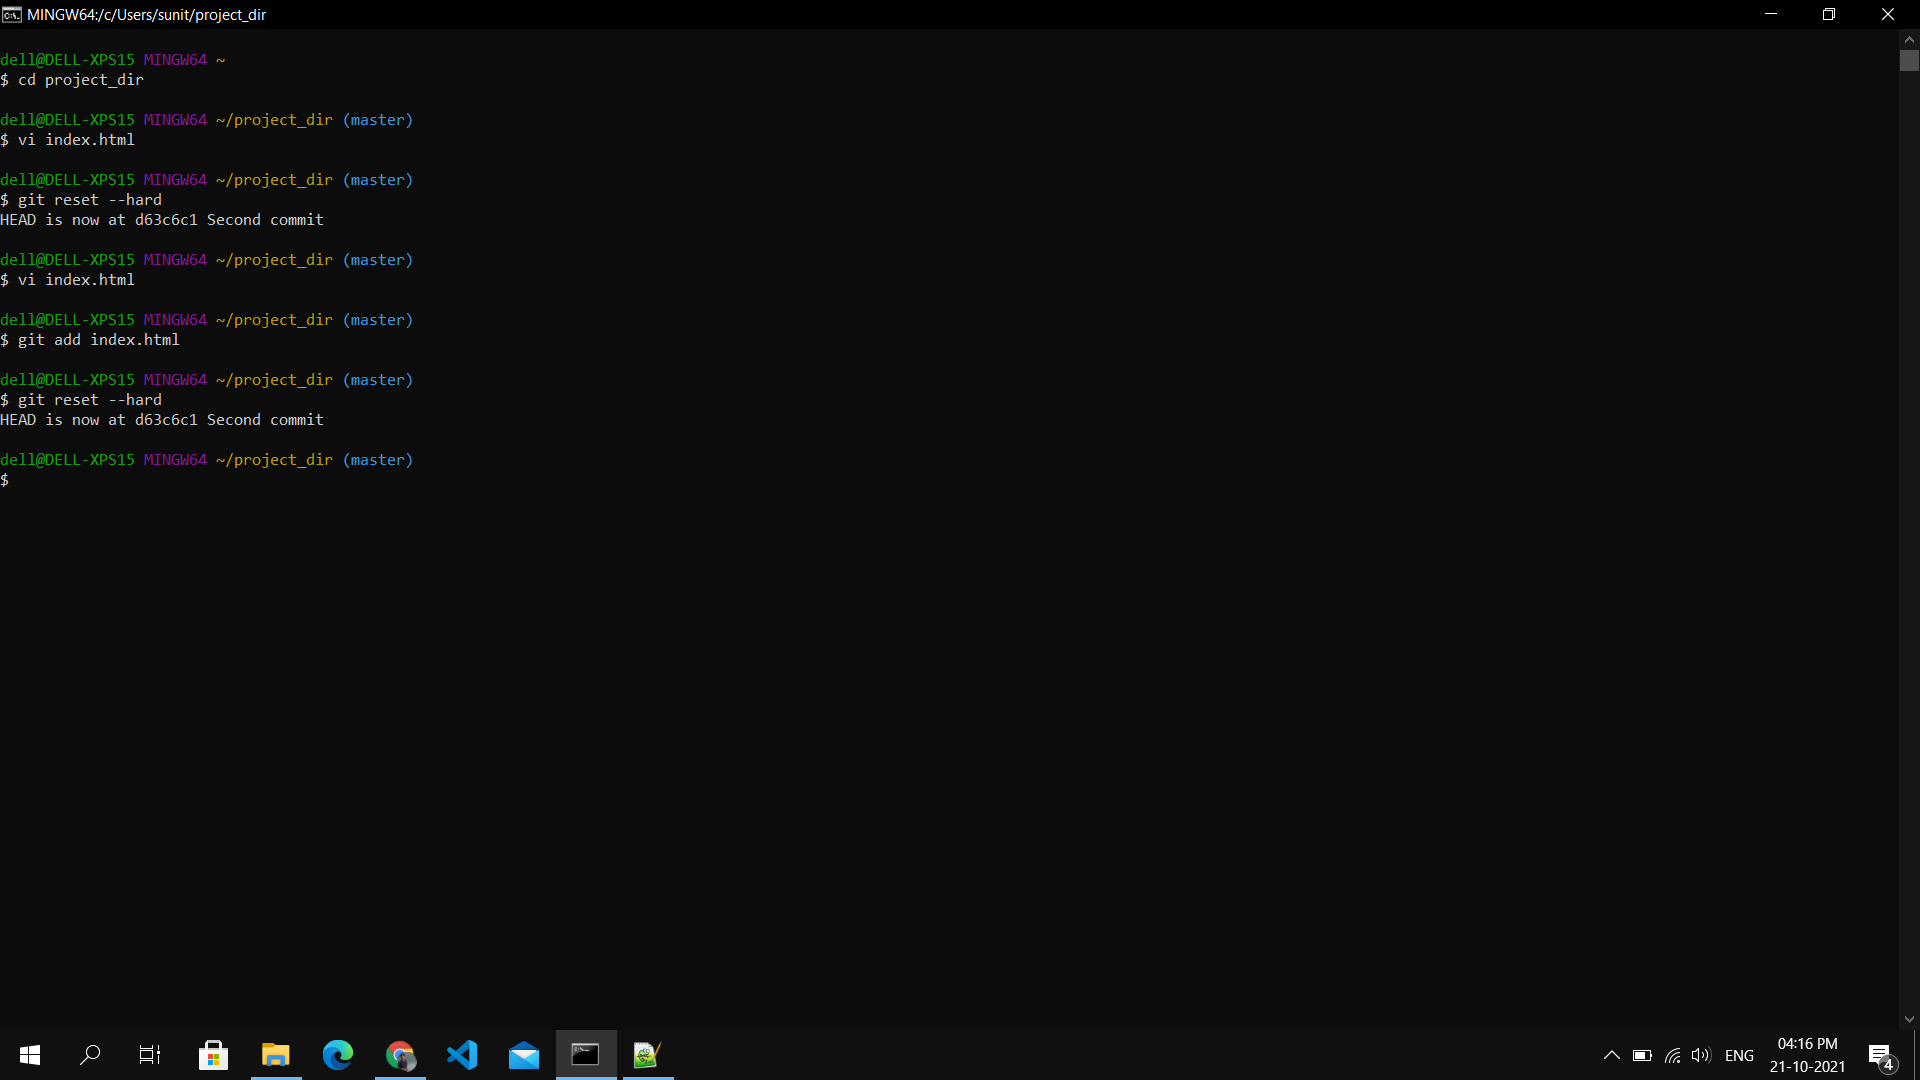 MINGW64:/c/Users/sunit/project_dir
dell@DELL-XPS15 MINGW64 ~
$ cd project_dir
dell@DELL-XPS15 MINGW64 ~/project_dir (master)
$ vi index.html
dell@DELL-XPS15 MINGW64 ~/project_dir (master)
$ git reset --hard
HEAD is now at d63c6c1 Second commit
dell@DELL-XPS15 MINGW64 ~/project_dir (master)
$ vi index.html
dell@DELL-XPS15 MINGW64 ~/project_dir (master)
$ git add index.html
dell@DELL-XPS15 MINGW64 ~/project_dir (master)
$ git reset --hard
HEAD is now at d63c6c1 Second commit
dell@DELL-XPS15 MINGW64 ~/project_dir (master)
$
ENG
04:16 PM
21-10-2021
4